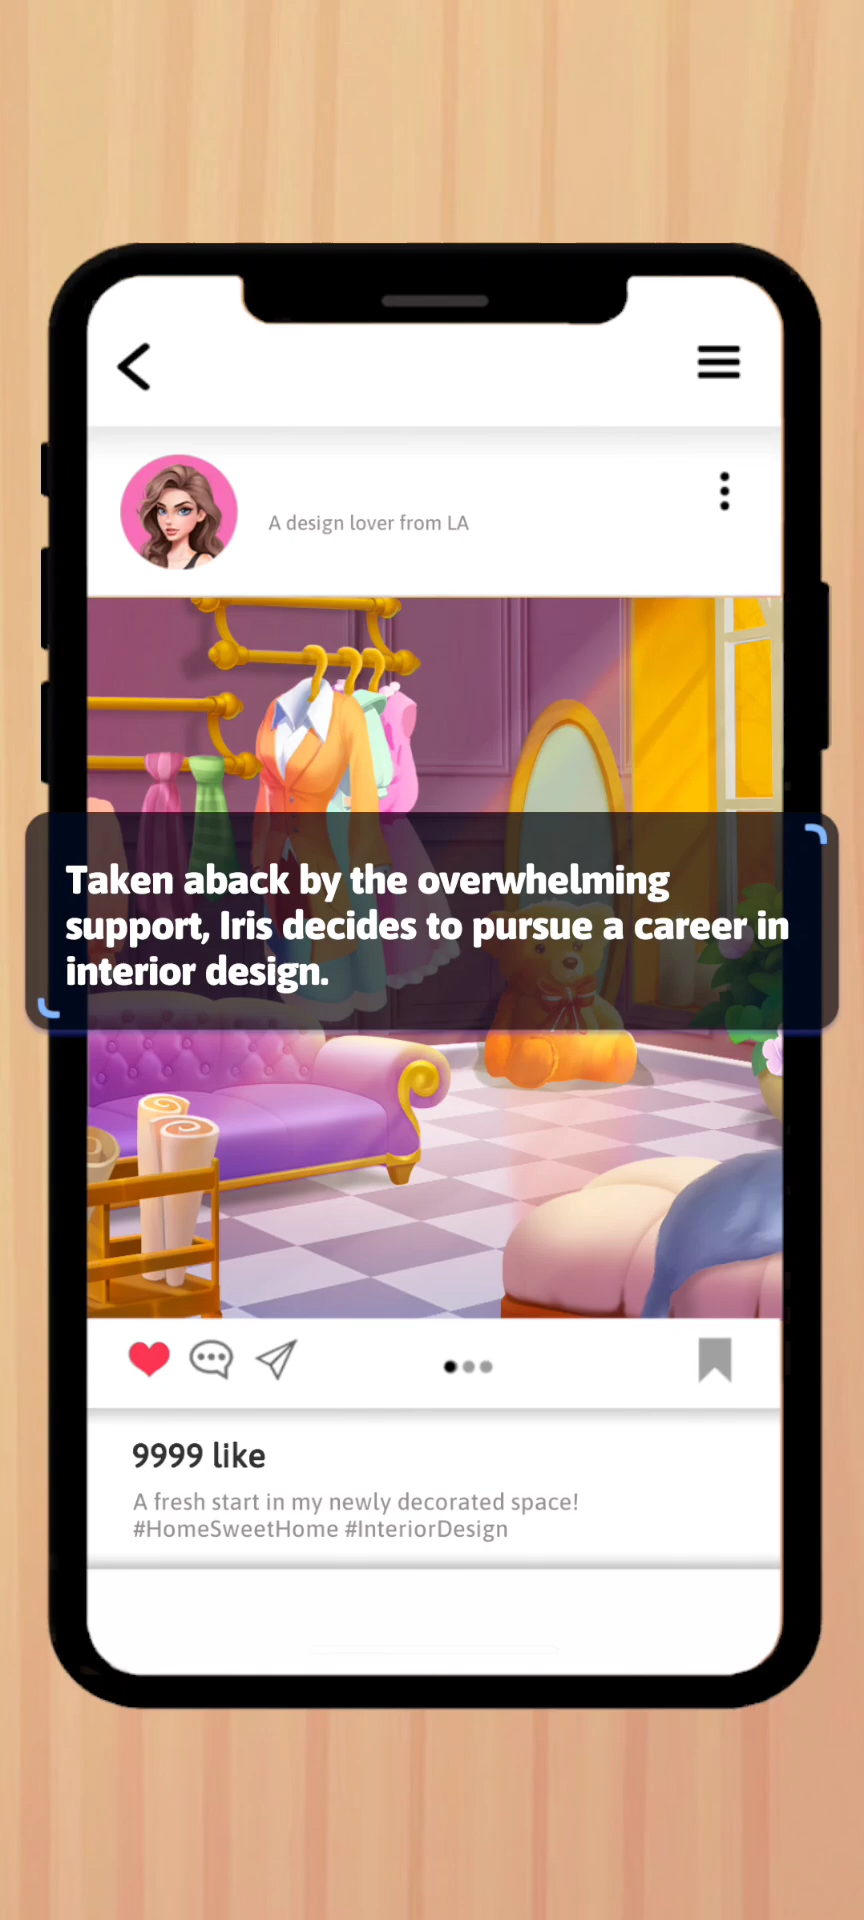 A design lover from LA
Taken aback by the overwhelming
support, Iris decides to pursue a career in
interior design.
9999 like
A fresh start in my newly decorated space!
#HomeSweetHome #InteriorDesign